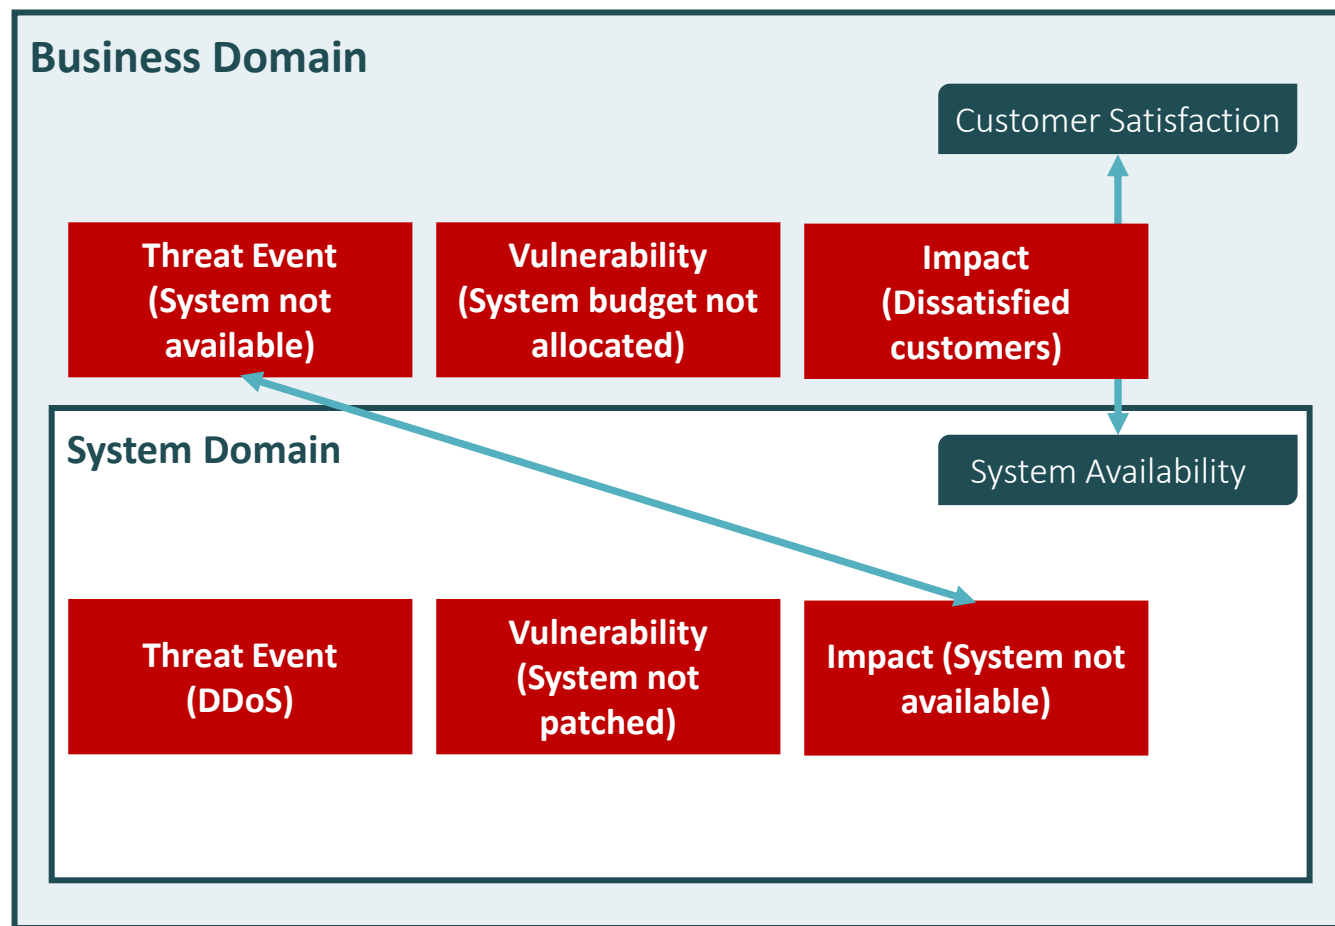 Business Domain
Customer Satisfaction
Threat Event
(System not
available)
Vulnerability
(System budget not
allocated)
Impact
(Dissatisfied
customers)
System Domain
System Availability
Threat Event
(DDoS)
Vulnerability
(System not
patched)
Impact (System not
available)